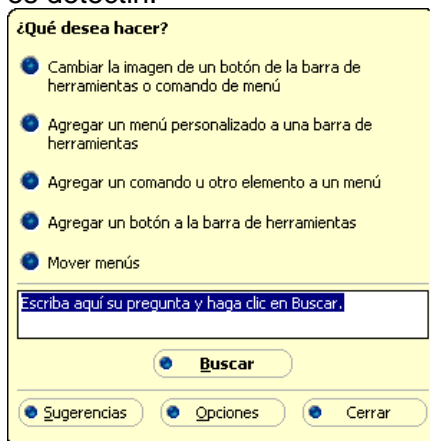 ¿Qué desea hacer?
Cambiar la imagen de un botón de la barra de
herramientas o comando de menú
Agregar un menú personalizado a una barra de
herramientas
Agregar un comando u otro elemento a un menú
Agregar un botón a la barra de herramientas
Mover menús
Escriba aquí su pregunta y haga clic en Buscar.
Buscar
Sugerencias Opciones Cerrar